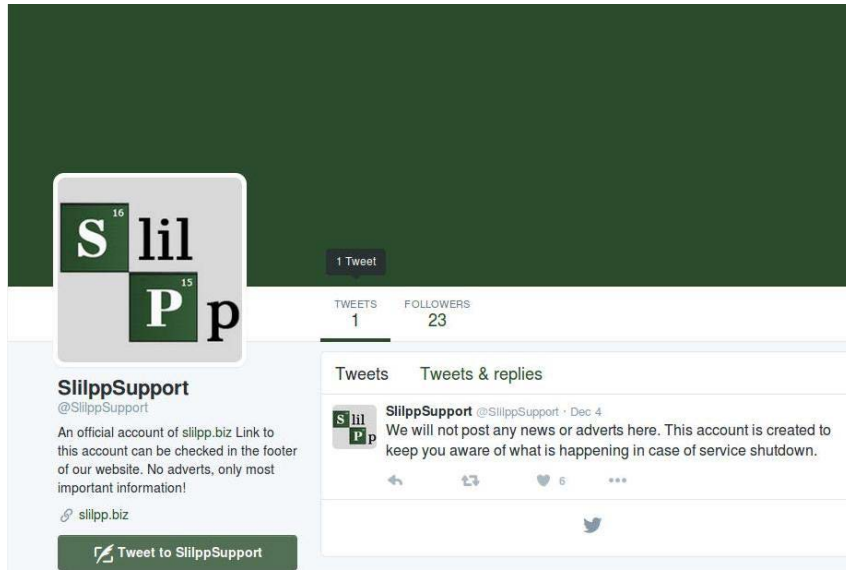 16
S lil
15
P p
1 Tweet
TWEETS FOLLOWERS
1 23
SlilppSupport
@SlilppSupport
An official account of slilpp.biz Link to
this account can be checked in the footer
of our website. No adverts, only most
important information!
slilpp.biz
Tweet to SlilppSupport
Tweets Tweets & replies
S lil
P p
SlilppSupport @SlilppSupport · Dec 4
We will not post any news or adverts here. This account is created to
keep you aware of what is happening in case of service shutdown.
6